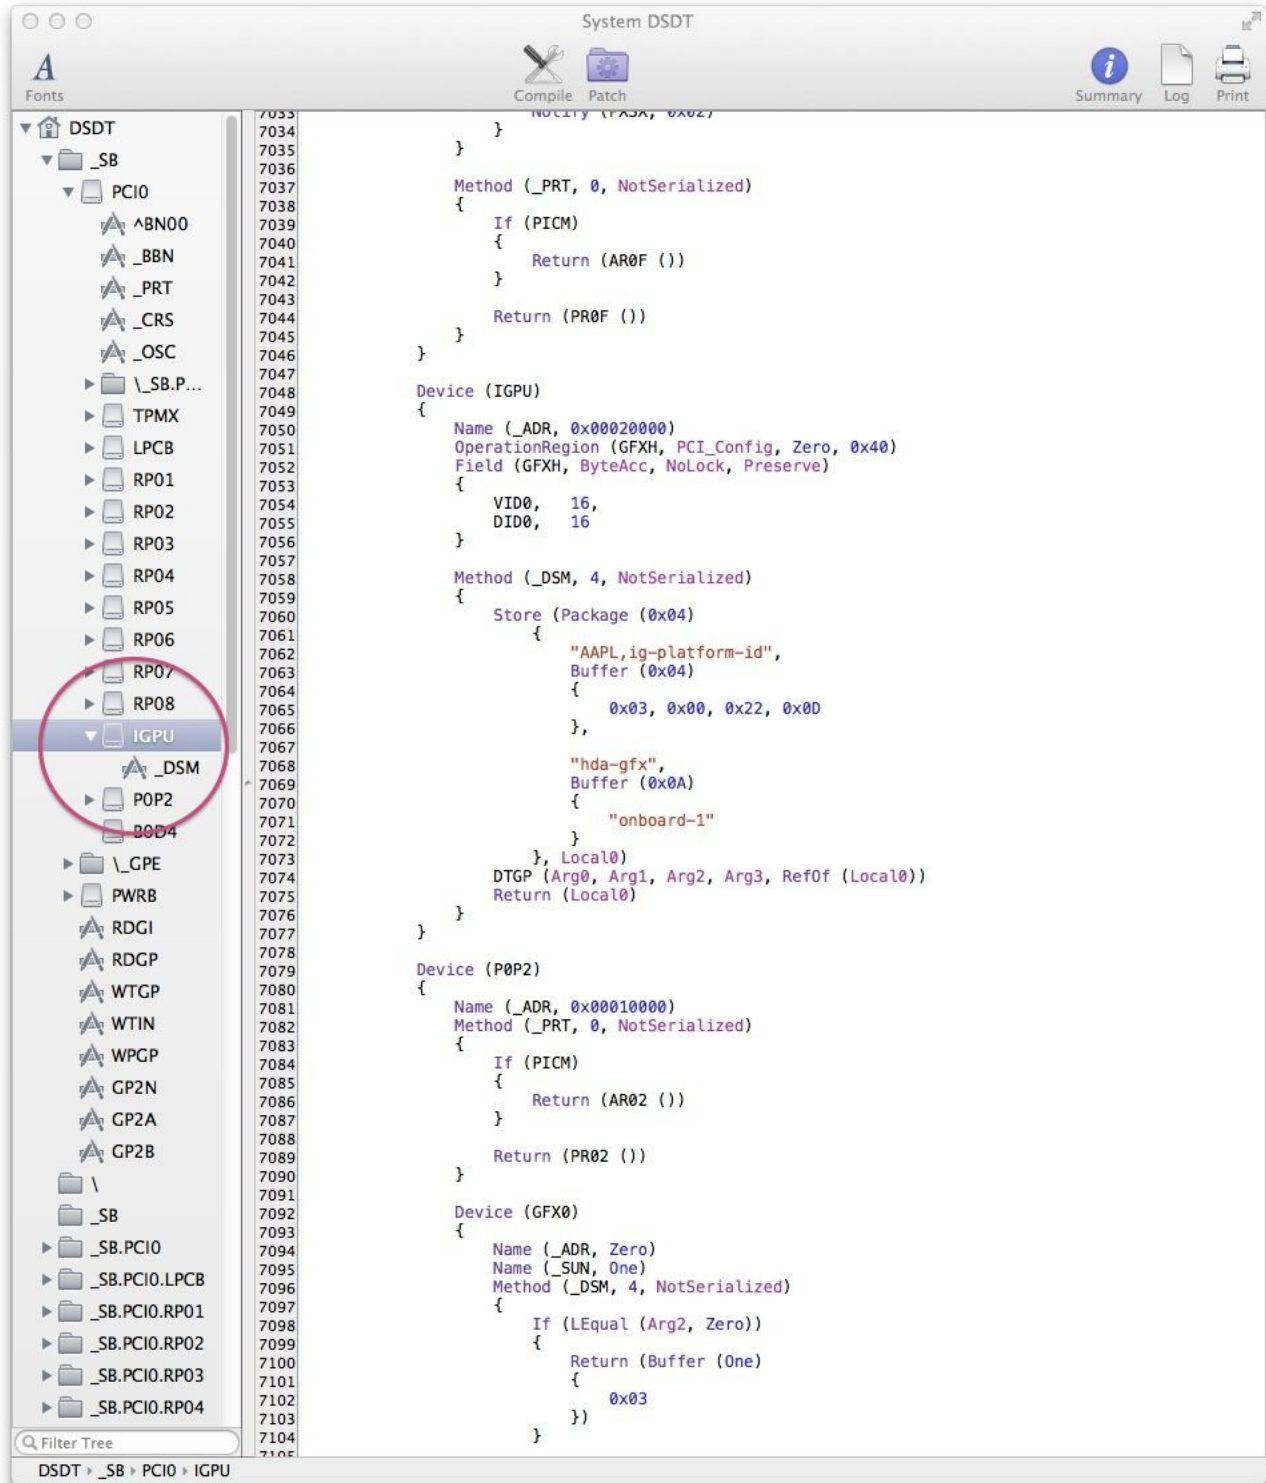 System DSDT
A
Fonts
Compile
Patch
i
Summary
Log
Print
DSDT
_SB
PCI0
^BN00
_BBN
_PRT
_CRS
_OSC
\_SB.P...
TPMX
LPCB
RP01
RP02
RP03
RP04
RP05
RP06
RP07
RP08
IGPU
_DSM
P0P2
B0D4
\_GPE
PWRB
RDGI
RDGP
WTGP
WTIN
WPGP
GP2N
GP2A
GP2B
\
_SB
_SB.PCI0
_SB.PCI0.LPCB
_SB.PCI0.RP01
_SB.PCI0.RP02
_SB.PCI0.RP03
_SB.PCI0.RP04
Filter Tree
DSDT › _SB › PCI0 › IGPU
7033 Notify (PXSX, 0x02)
7034 }
7035 }
7036
7037 Method (_PRT, 0, NotSerialized)
7038 {
7039 If (PICM)
7040 {
7041 Return (AR0F ())
7042 }
7043
7044 Return (PR0F ())
7045 }
7046 }
7047
7048 Device (IGPU)
7049 {
7050 Name (_ADR, 0x00020000)
7051 OperationRegion (GFXH, PCI_Config, Zero, 0x40)
7052 Field (GFXH, ByteAcc, NoLock, Preserve)
7053 {
7054 VID0, 16,
7055 DID0, 16
7056 }
7057
7058 Method (_DSM, 4, NotSerialized)
7059 {
7060 Store (Package (0x04)
7061 {
7062 "AAPL,ig-platform-id",
7063 Buffer (0x04)
7064 {
7065 0x03, 0x00, 0x22, 0x0D
7066 },
7067
7068 "hda-gfx",
7069 Buffer (0x0A)
7070 {
7071 "onboard-1"
7072 }
7073 }, Local0)
7074 DTGP (Arg0, Arg1, Arg2, Arg3, RefOf (Local0))
7075 Return (Local0)
7076 }
7077 }
7078
7079 Device (P0P2)
7080 {
7081 Name (_ADR, 0x00010000)
7082 Method (_PRT, 0, NotSerialized)
7083 {
7084 If (PICM)
7085 {
7086 Return (AR02 ())
7087 }
7088
7089 Return (PR02 ())
7090 }
7091
7092 Device (GFX0)
7093 {
7094 Name (_ADR, Zero)
7095 Name (_SUN, One)
7096 Method (_DSM, 4, NotSerialized)
7097 {
7098 If (LEqual (Arg2, Zero))
7099 {
7100 Return (Buffer (One)
7101 {
7102 0x03
7103 })
7104 }
7105